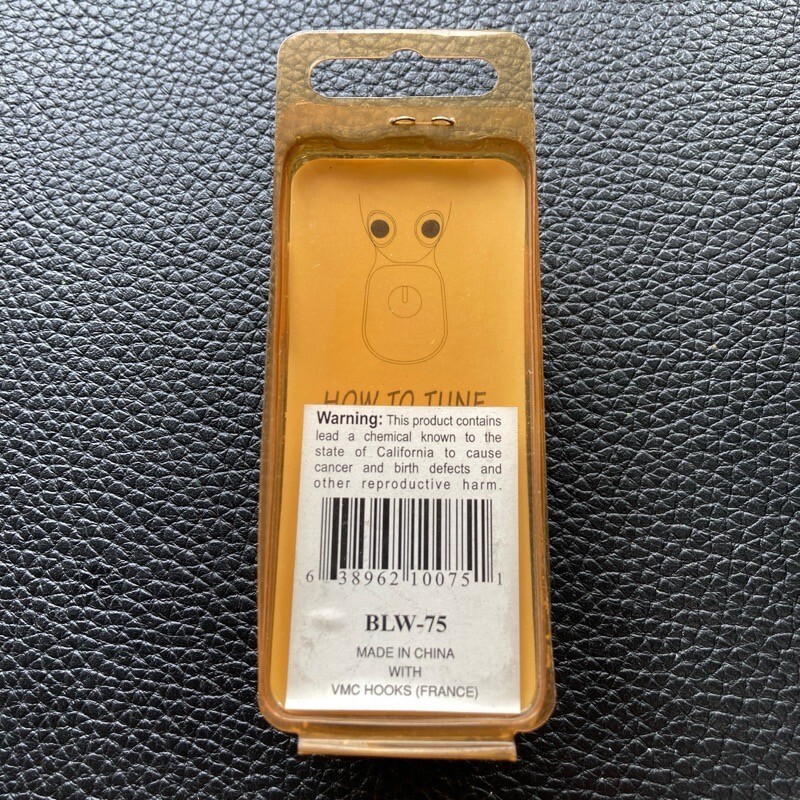 HOW TO TUNE
Warning: This product contains
lead a chemical known to the
state of California to cause
cancer and birth defects and
other reproductive harm.
6 38962 10075 1
BLW-75
MADE IN CHINA
WITH
VMC HOOKS (FRANCE)